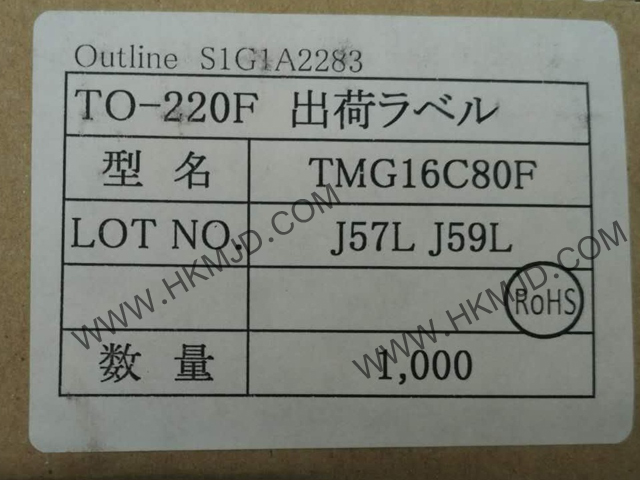 Outline S1G1A2283
TO-220F 出荷ラベル
型名 TMG16C80F
LOT NO. J57L J59L
RoHS
数量 1,000
WWW.HKMJD.COM
WWW.HKMJD.COM